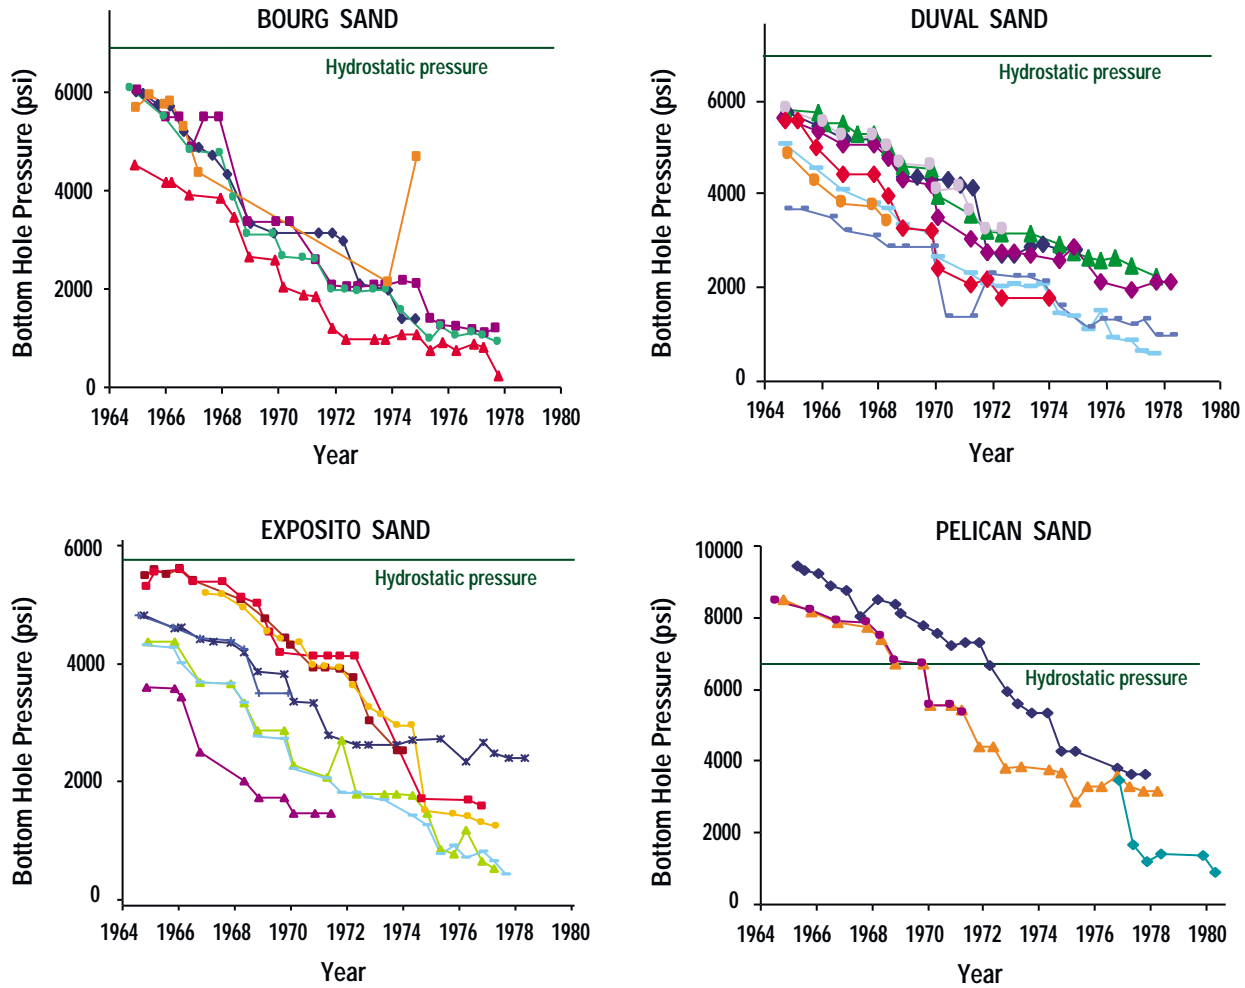 BOURG SAND
Hydrostatic pressure
Bottom Hole Pressure (psi)
6000
4000
2000
0
1964 1966 1968 1970 1972 1974 1976 1978 1980
Year
DUVAL SAND
Hydrostatic pressure
Bottom Hole Pressure (psi)
6000
4000
2000
0
1964 1966 1968 1970 1972 1974 1976 1978 1980
Year
EXPOSITO SAND
Hydrostatic pressure
Bottom Hole Pressure (psi)
6000
4000
2000
0
1964 1966 1968 1970 1972 1974 1976 1978 1980
Year
PELICAN SAND
Hydrostatic pressure
Bottom Hole Pressure (psi)
10000
8000
6000
4000
2000
0
1964 1966 1968 1970 1972 1974 1976 1978 1980
Year